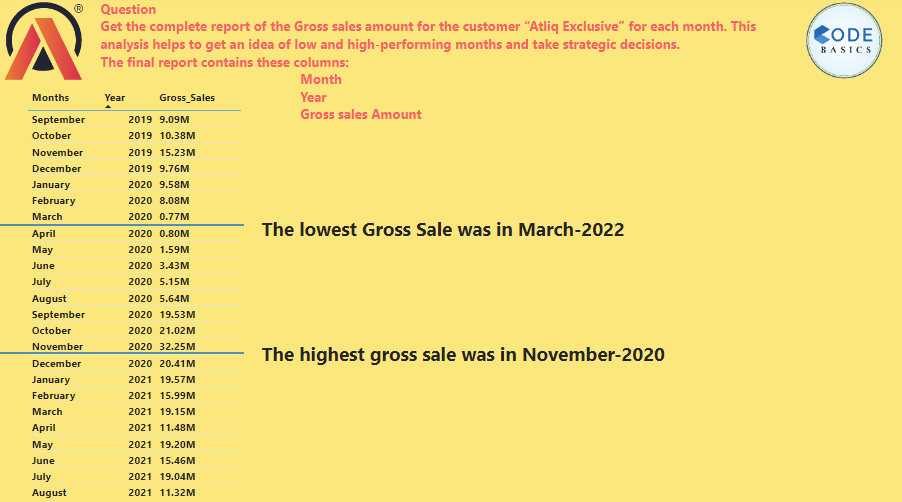 Question
Get the complete report of the Gross sales amount for the customer “Atliq Exclusive” for each month. This
analysis helps to get an idea of low and high-performing months and take strategic decisions.
The final report contains these columns:
Month
Year
Gross sales Amount
®
CODE
BASICS
Months Year Gross_Sales
September 2019 9.09M
October 2019 10.38M
November 2019 15.23M
December 2019 9.76M
January 2020 9.58M
February 2020 8.08M
March 2020 0.77M
April 2020 0.80M
May 2020 1.59M
June 2020 3.43M
July 2020 5.15M
August 2020 5.64M
September 2020 19.53M
October 2020 21.02M
November 2020 32.25M
December 2020 20.41M
January 2021 19.57M
February 2021 15.99M
March 2021 19.15M
April 2021 11.48M
May 2021 19.20M
June 2021 15.46M
July 2021 19.04M
August 2021 11.32M
The lowest Gross Sale was in March-2022
The highest gross sale was in November-2020